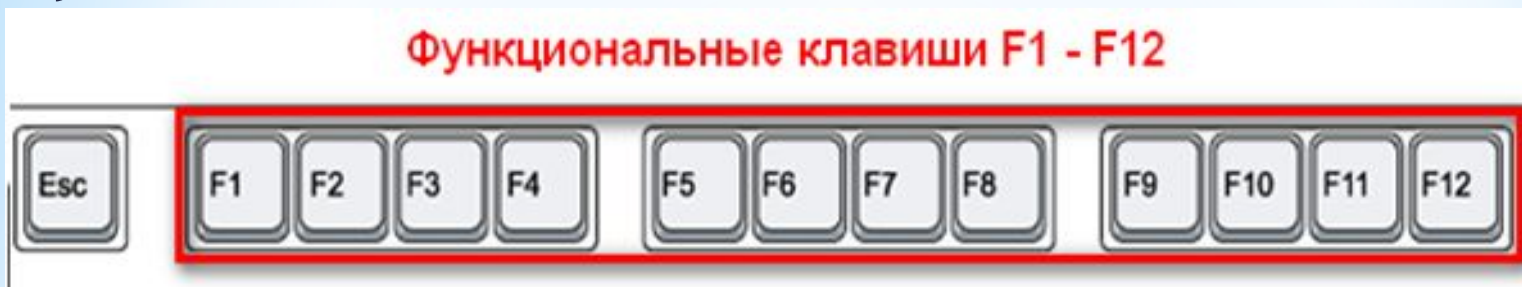 Функциональные клавиши F1 - F12
Esc F1 F2 F3 F4 F5 F6 F7 F8 F9 F10 F11 F12